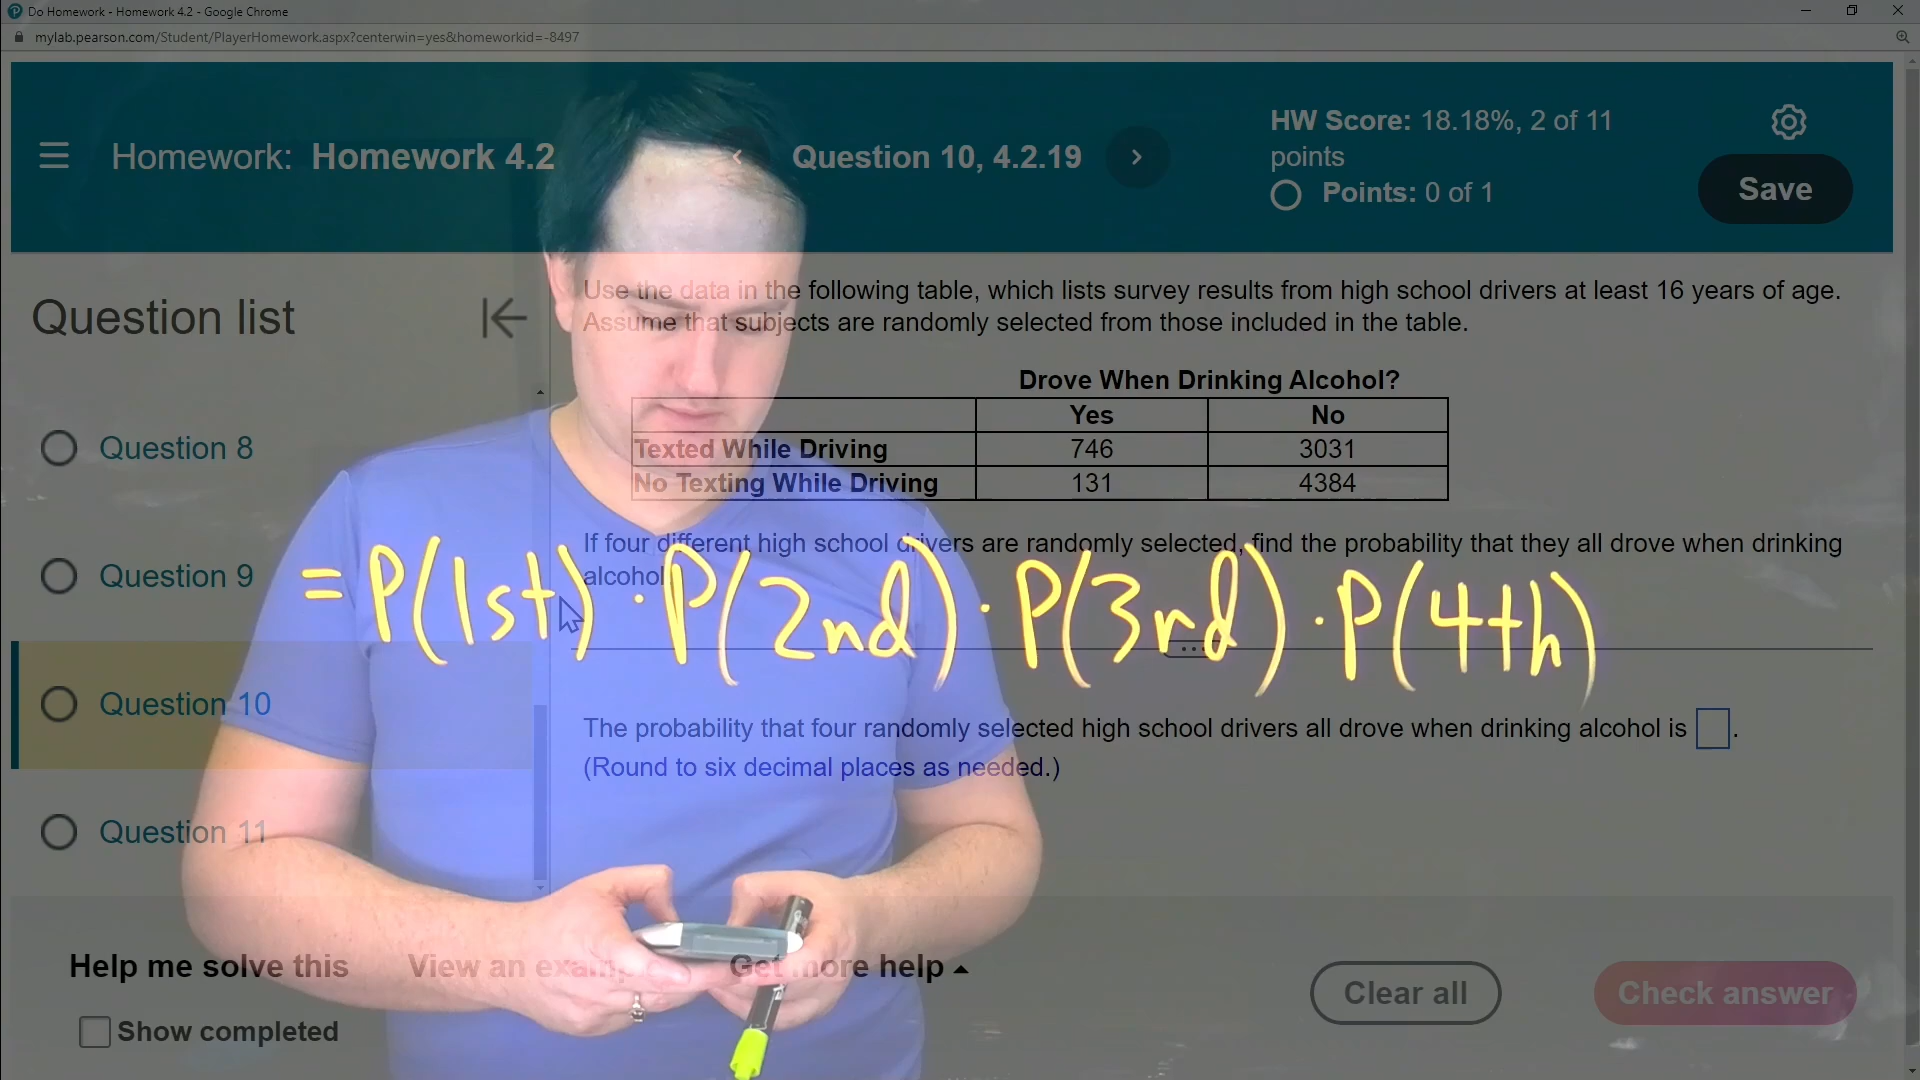 Do Homework - Homework 4.2 - Google Chrome
mylab.pearson.com/Student/PlayerHomework.aspx?centerwin=yes&homeworkid=-8497
Homework: Homework 4.2
Question 10, 4.2.19
HW Score: 18.18%, 2 of 11
points
Points: 0 of 1
Save
Question list
Question 8
Question 9
Question 10
Question 11
Use the data in the following table, which lists survey results from high school drivers at least 16 years of age.
Assume that subjects are randomly selected from those included in the table.
Drove When Drinking Alcohol?
Yes No
Texted While Driving 746 3031
No Texting While Driving 131 4384
If four different high school drivers are randomly selected, find the probability that they all drove when drinking
alcohol
= P(1st) · P(2nd) · P(3rd) · P(4th)
The probability that four randomly selected high school drivers all drove when drinking alcohol is .
(Round to six decimal places as needed.)
Help me solve this View an example Get more help
Clear all
Check answer
Show completed